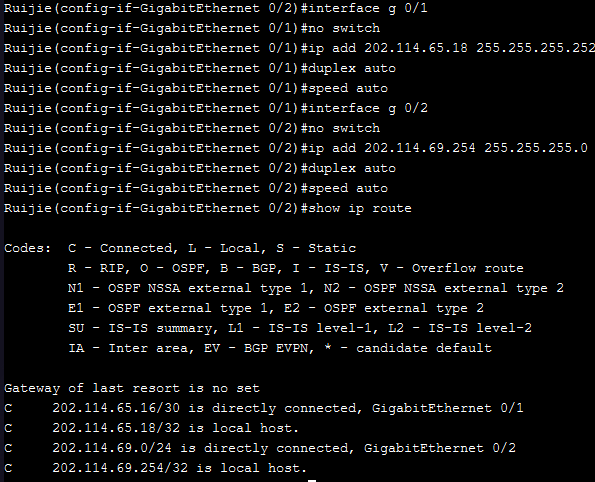 Ruijie(config-if-GigabitEthernet 0/2)#interface g 0/1
Ruijie(config-if-GigabitEthernet 0/1)#no switch
Ruijie(config-if-GigabitEthernet 0/1)#ip add 202.114.65.18 255.255.255.252
Ruijie(config-if-GigabitEthernet 0/1)#duplex auto
Ruijie(config-if-GigabitEthernet 0/1)#speed auto
Ruijie(config-if-GigabitEthernet 0/1)#interface g 0/2
Ruijie(config-if-GigabitEthernet 0/2)#no switch
Ruijie(config-if-GigabitEthernet 0/2)#ip add 202.114.69.254 255.255.255.0
Ruijie(config-if-GigabitEthernet 0/2)#duplex auto
Ruijie(config-if-GigabitEthernet 0/2)#speed auto
Ruijie(config-if-GigabitEthernet 0/2)#show ip route
Codes:  C - Connected, L - Local, S - Static
        R - RIP, O - OSPF, B - BGP, I - IS-IS, V - Overflow route
        N1 - OSPF NSSA external type 1, N2 - OSPF NSSA external type 2
        E1 - OSPF external type 1, E2 - OSPF external type 2
        SU - IS-IS summary, L1 - IS-IS level-1, L2 - IS-IS level-2
        IA - Inter area, EV - BGP EVPN, * - candidate default
Gateway of last resort is no set
C     202.114.65.16/30 is directly connected, GigabitEthernet 0/1
C     202.114.65.18/32 is local host.
C     202.114.69.0/24 is directly connected, GigabitEthernet 0/2
C     202.114.69.254/32 is local host.